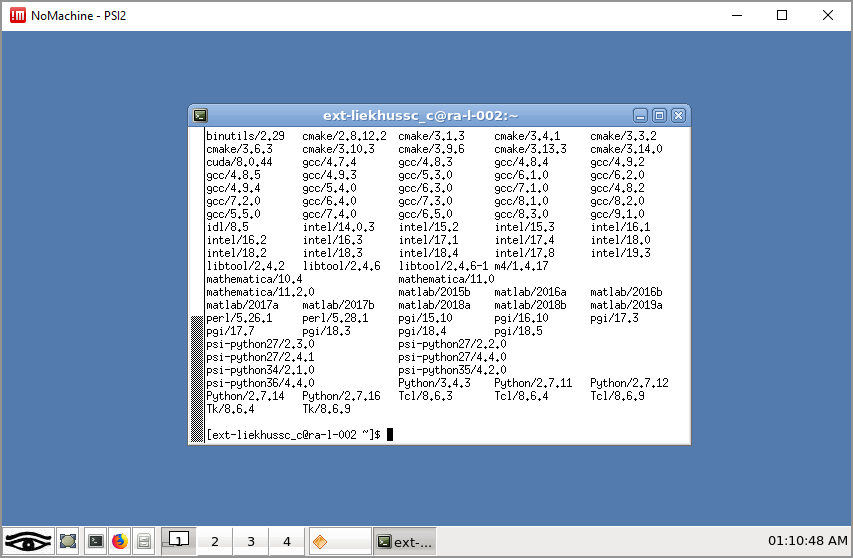 NoMachine - PSI2
ext-liekhussc_c@ra-l-002:~
binutils/2.29 cmake/2.8.12.2 cmake/3.1.3 cmake/3.4.1 cmake/3.3.2
cmake/3.6.3 cmake/3.10.3 cmake/3.9.6 cmake/3.13.3 cmake/3.14.0
cuda/8.0.44 gcc/4.7.4 gcc/4.8.3 gcc/4.8.4 gcc/4.9.2
gcc/4.8.5 gcc/4.9.3 gcc/5.3.0 gcc/6.1.0 gcc/6.2.0
gcc/4.9.4 gcc/5.4.0 gcc/6.3.0 gcc/7.1.0 gcc/4.8.2
gcc/7.2.0 gcc/6.4.0 gcc/7.3.0 gcc/8.1.0 gcc/8.2.0
gcc/5.5.0 gcc/7.4.0 gcc/6.5.0 gcc/8.3.0 gcc/9.1.0
idl/8.5 intel/14.0.3 intel/15.2 intel/15.3 intel/16.1
intel/16.2 intel/16.3 intel/17.1 intel/17.4 intel/18.0
intel/18.2 intel/18.3 intel/18.4 intel/17.8 intel/19.3
libtool/2.4.2 libtool/2.4.6 libtool/2.4.6-1 m4/1.4.17
mathematica/10.4 mathematica/11.0
mathematica/11.2.0 matlab/2015b matlab/2016a matlab/2016b
matlab/2017a matlab/2017b matlab/2018a matlab/2018b matlab/2019a
perl/5.26.1 perl/5.28.1 pgi/15.10 pgi/16.10 pgi/17.3
pgi/17.7 pgi/18.3 pgi/18.4 pgi/18.5
psi-python27/2.3.0 psi-python27/2.2.0
psi-python27/2.4.1 psi-python27/4.4.0
psi-python34/2.1.0 psi-python35/4.2.0
psi-python36/4.4.0 Python/3.4.3 Python/2.7.11 Python/2.7.12
Python/2.7.14 Python/2.7.16 Tcl/8.6.3 Tcl/8.6.4 Tcl/8.6.9
Tk/8.6.4 Tk/8.6.9
[ext-liekhussc_c@ra-l-002 ~]$
1 2 3 4 ext-... 01:10:48 AM